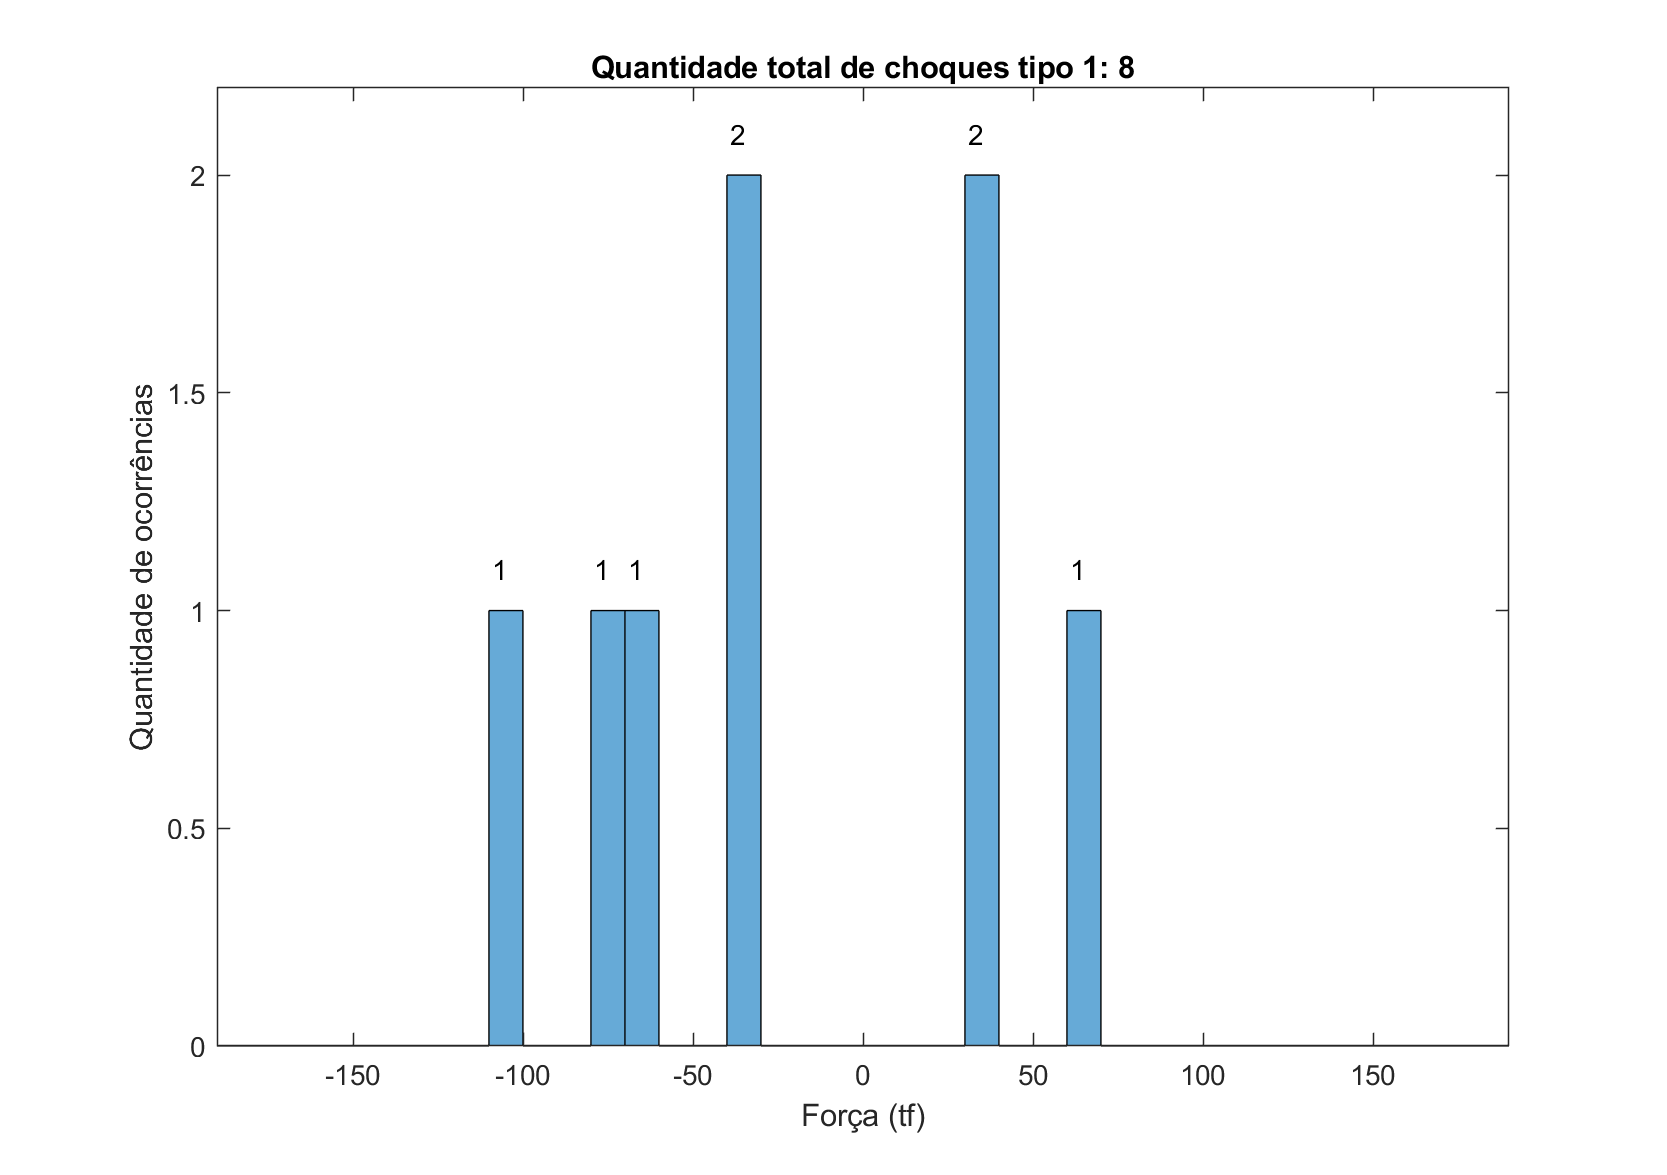 Quantidade total de choques tipo 1: 8
2 2
2
1.5
1 1 1 1
1
0.5
0
Quantidade de ocorrências
-150 -100 -50 0 50 100 150
Força (tf)